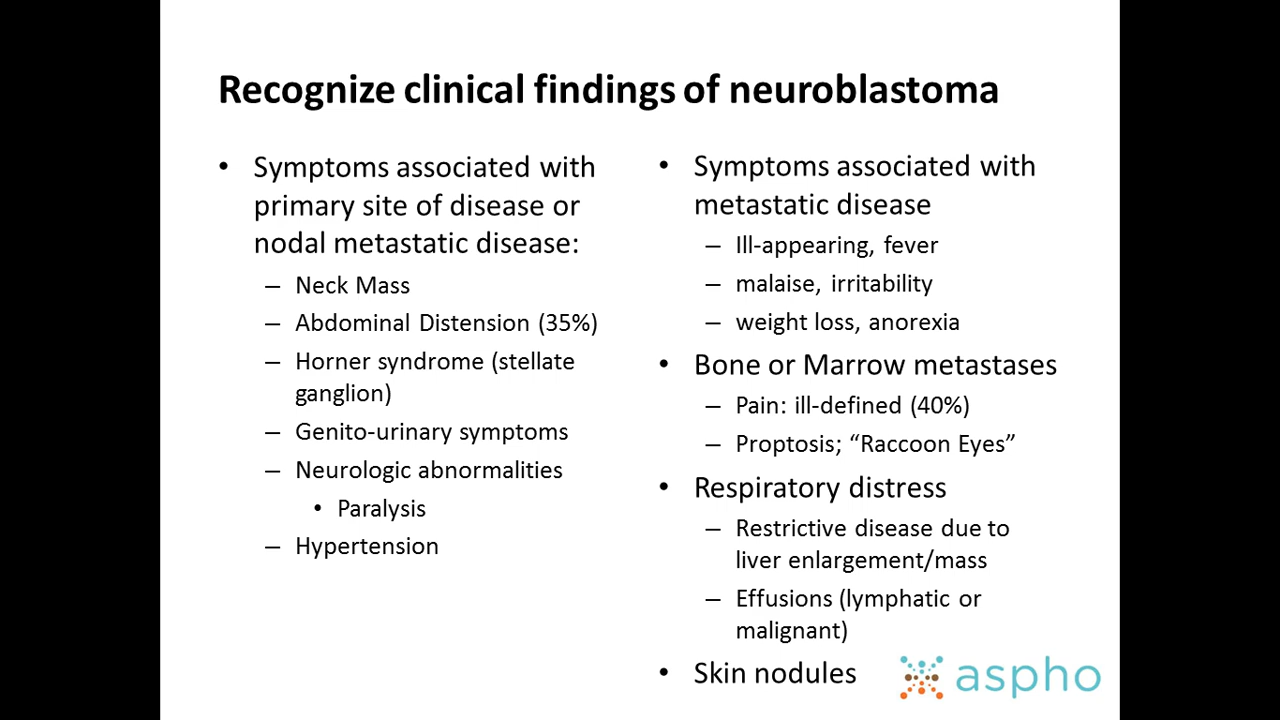 Recognize clinical findings of neuroblastoma
• Symptoms associated with
primary site of disease or
nodal metastatic disease:
– Neck Mass
– Abdominal Distension (35%)
– Horner syndrome (stellate
ganglion)
– Genito-urinary symptoms
– Neurologic abnormalities
• Paralysis
– Hypertension
• Symptoms associated with
metastatic disease
– Ill-appearing, fever
– malaise, irritability
– weight loss, anorexia
• Bone or Marrow metastases
– Pain: ill-defined (40%)
– Proptosis; “Raccoon Eyes”
• Respiratory distress
– Restrictive disease due to
liver enlargement/mass
– Effusions (lymphatic or
malignant)
• Skin nodules
aspho